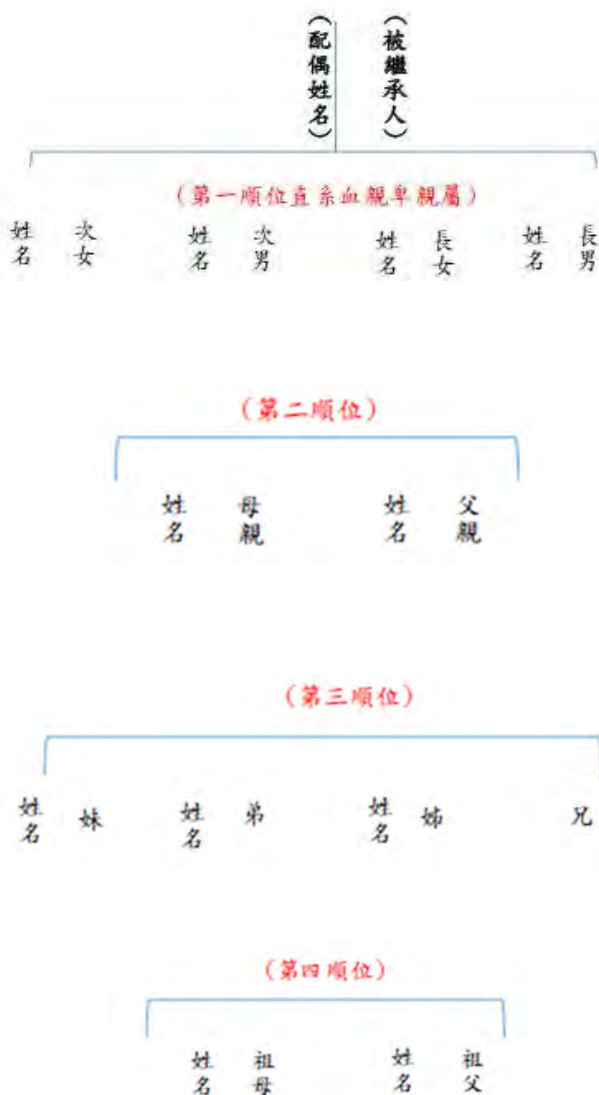 （被繼承人）
（配偶姓名）
（第一順位直系血親卑親屬）
長男
姓名
長女
姓名
次男
姓名
次女
姓名
（第二順位）
父親
姓名
母親
姓名
（第三順位）
兄
姊
姓名
弟
姓名
妹
姓名
（第四順位）
祖父
姓名
祖母
姓名